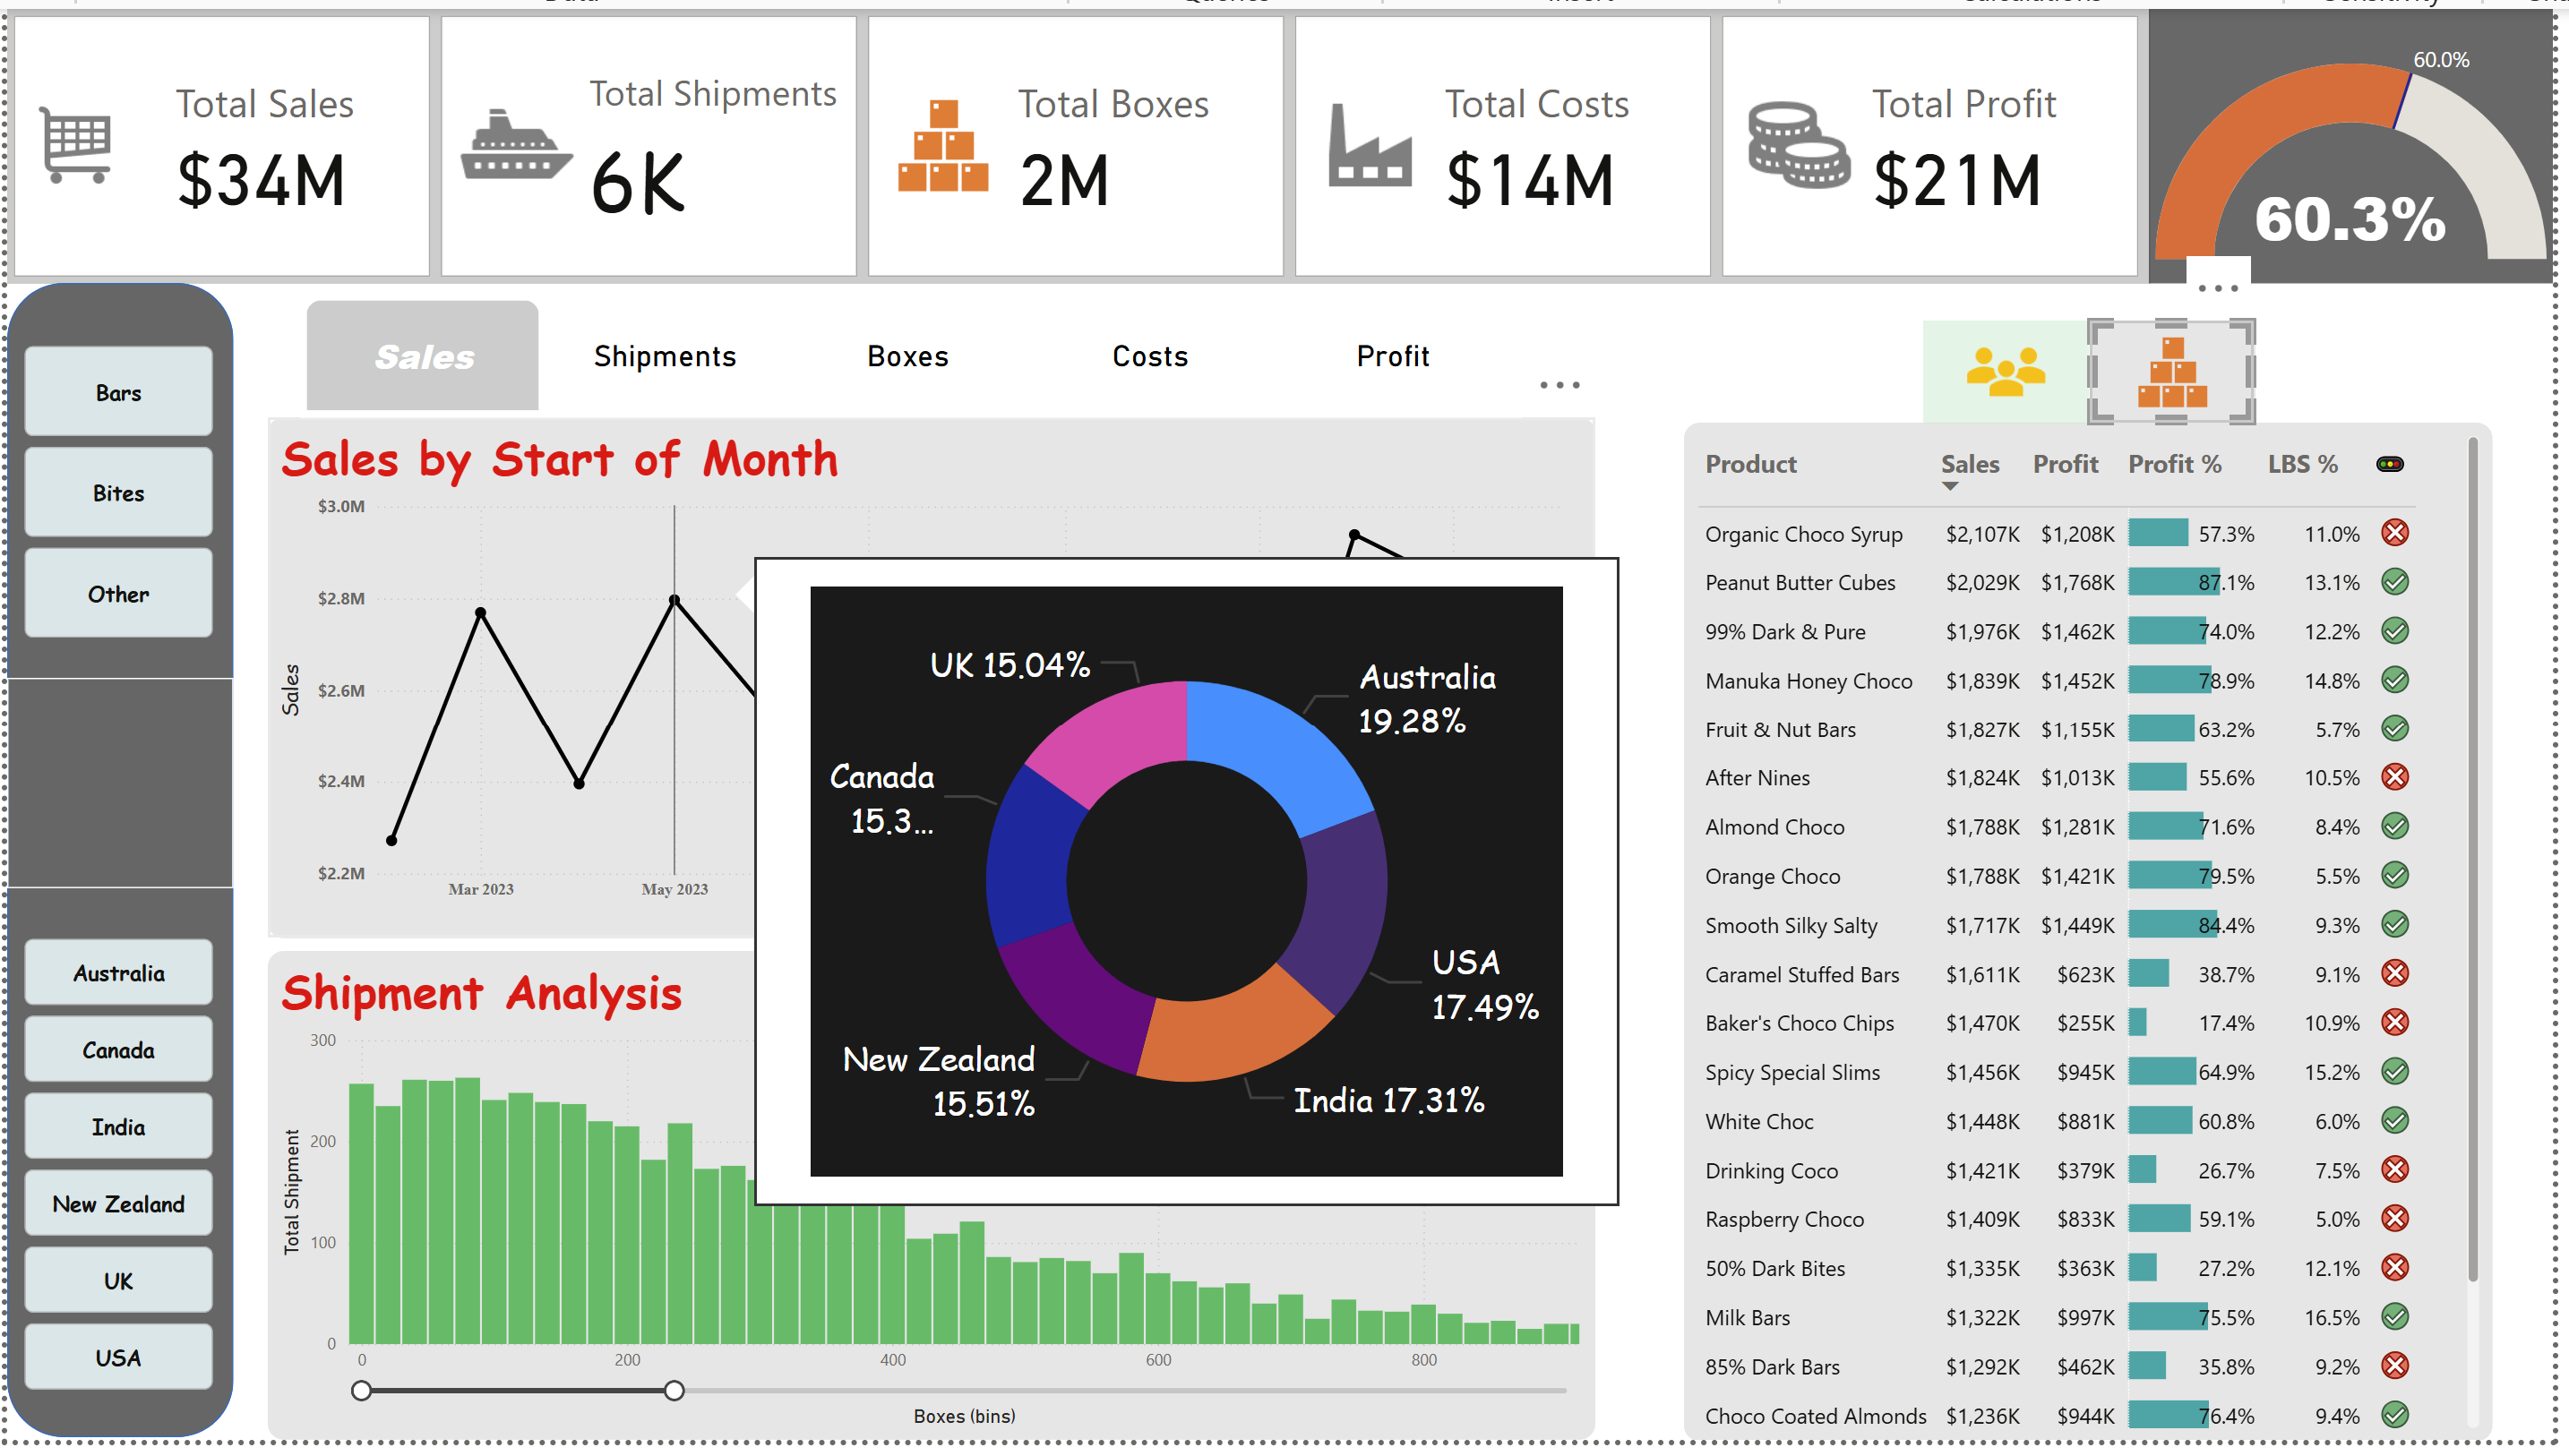 Total Sales
$34M
Total Shipments
6K
Total Boxes
2M
Total Costs
$14M
Total Profit
$21M
60.0%
60.3%
Bars
Bites
Other
Australia
Canada
India
New Zealand
UK
USA
Sales
Shipments
Boxes
Costs
Profit
Sales by Start of Month
Sales
$3.0M
$2.8M
$2.6M
$2.4M
$2.2M
Mar 2023
May 2023
UK 15.04%
Australia
19.28%
Canada
15.3...
USA
17.49%
New Zealand
15.51%
India 17.31%
Shipment Analysis
Total Shipment
300
200
100
0
0 200 400 600 800
Boxes (bins)
Product Sales Profit Profit % LBS %
Organic Choco Syrup $2,107K $1,208K 57.3% 11.0%
Peanut Butter Cubes $2,029K $1,768K 87.1% 13.1%
99% Dark & Pure $1,976K $1,462K 74.0% 12.2%
Manuka Honey Choco $1,839K $1,452K 78.9% 14.8%
Fruit & Nut Bars $1,827K $1,155K 63.2% 5.7%
After Nines $1,824K $1,013K 55.6% 10.5%
Almond Choco $1,788K $1,281K 71.6% 8.4%
Orange Choco $1,788K $1,421K 79.5% 5.5%
Smooth Silky Salty $1,717K $1,449K 84.4% 9.3%
Caramel Stuffed Bars $1,611K $623K 38.7% 9.1%
Baker's Choco Chips $1,470K $255K 17.4% 10.9%
Spicy Special Slims $1,456K $945K 64.9% 15.2%
White Choc $1,448K $881K 60.8% 6.0%
Drinking Coco $1,421K $379K 26.7% 7.5%
Raspberry Choco $1,409K $833K 59.1% 5.0%
50% Dark Bites $1,335K $363K 27.2% 12.1%
Milk Bars $1,322K $997K 75.5% 16.5%
85% Dark Bars $1,292K $462K 35.8% 9.2%
Choco Coated Almonds $1,236K $944K 76.4% 9.4%